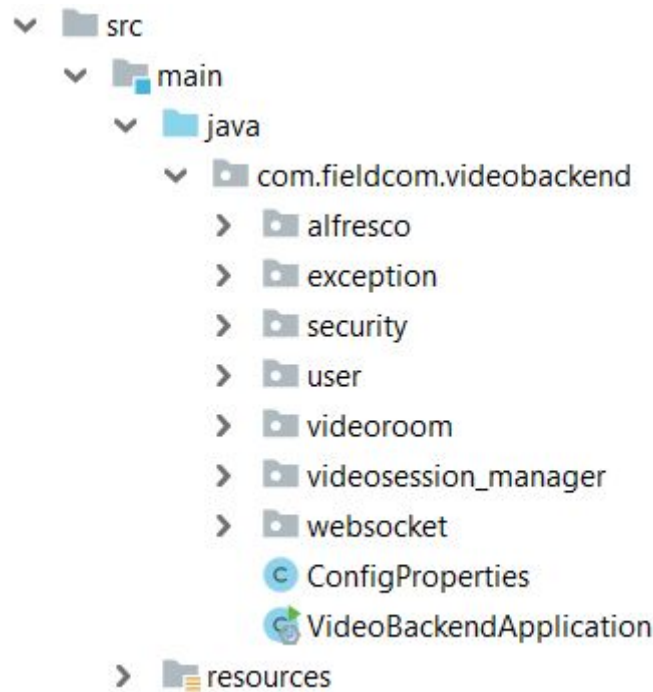 src
main
java
com.fieldcom.videobackend
alfresco
exception
security
user
videoroom
videosession_manager
websocket
ConfigProperties
VideoBackendApplication
resources